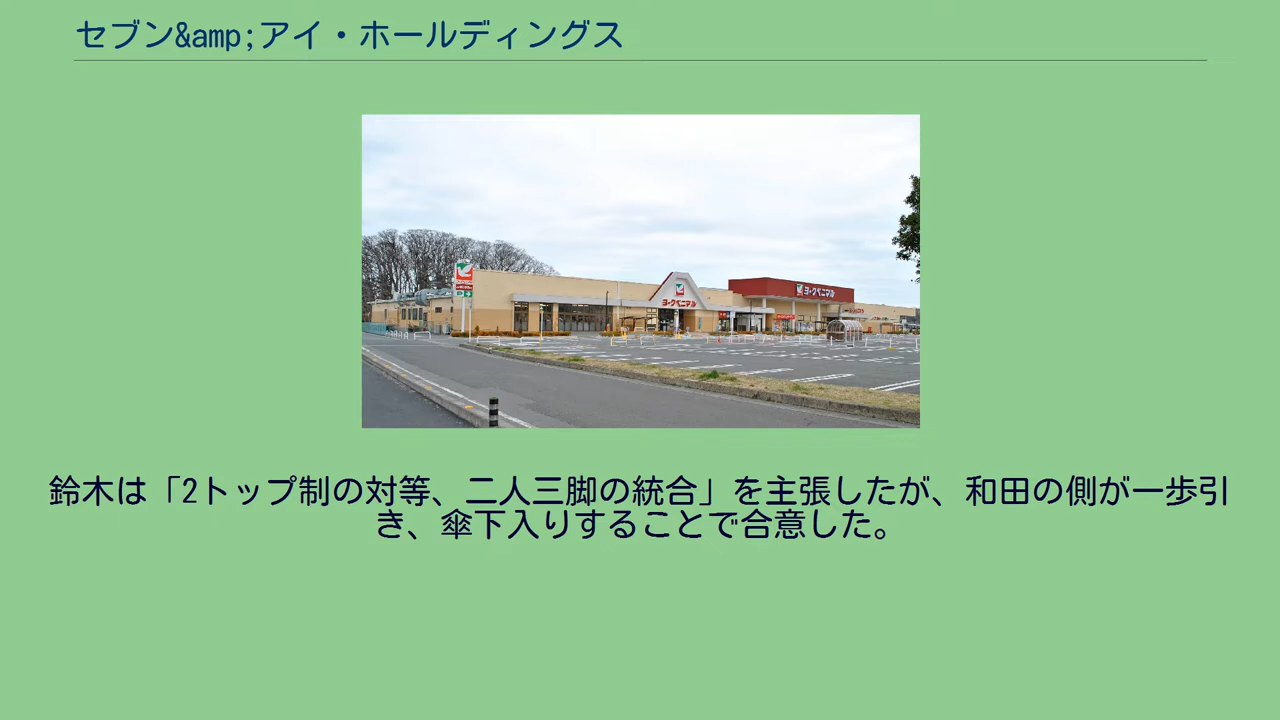 セブン&amp;アイ・ホールディングス
ヨークベニマル
ヨークベニマル
鈴木は「2トップ制の対等、二人三脚の統合」を主張したが、和田の側が一歩引
き、傘下入りすることで合意した。